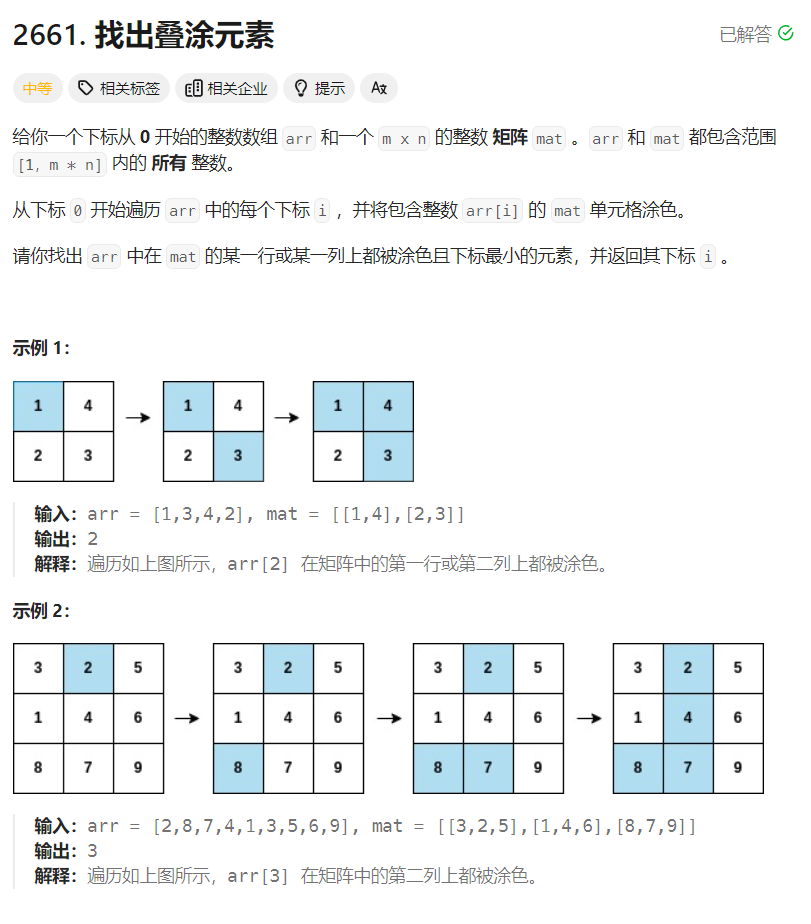 2661. 找出叠涂元素
已解答
中等 相关标签 相关企业 提示
给你一个下标从 0 开始的整数数组 arr 和一个 m x n 的整数 矩阵 mat 。arr 和 mat 都包含范围
[1, m * n] 内的 所有 整数。
从下标 0 开始遍历 arr 中的每个下标 i ，并将包含整数 arr[i] 的 mat 单元格涂色。
请你找出 arr 中在 mat 的某一行或某一列上都被涂色且下标最小的元素，并返回其下标 i 。
示例 1：
1 4 1 4 1 4
2 3 2 3 2 3
输入：arr = [1,3,4,2], mat = [[1,4],[2,3]]
输出：2
解释：遍历如上图所示，arr[2] 在矩阵中的第一行或第二列上都被涂色。
示例 2：
3 2 5 3 2 5 3 2 5 3 2 5
1 4 6 1 4 6 1 4 6 1 4 6
8 7 9 8 7 9 8 7 9 8 7 9
输入：arr = [2,8,7,4,1,3,5,6,9], mat = [[3,2,5],[1,4,6],[8,7,9]]
输出：3
解释：遍历如上图所示，arr[3] 在矩阵中的第二列上都被涂色。